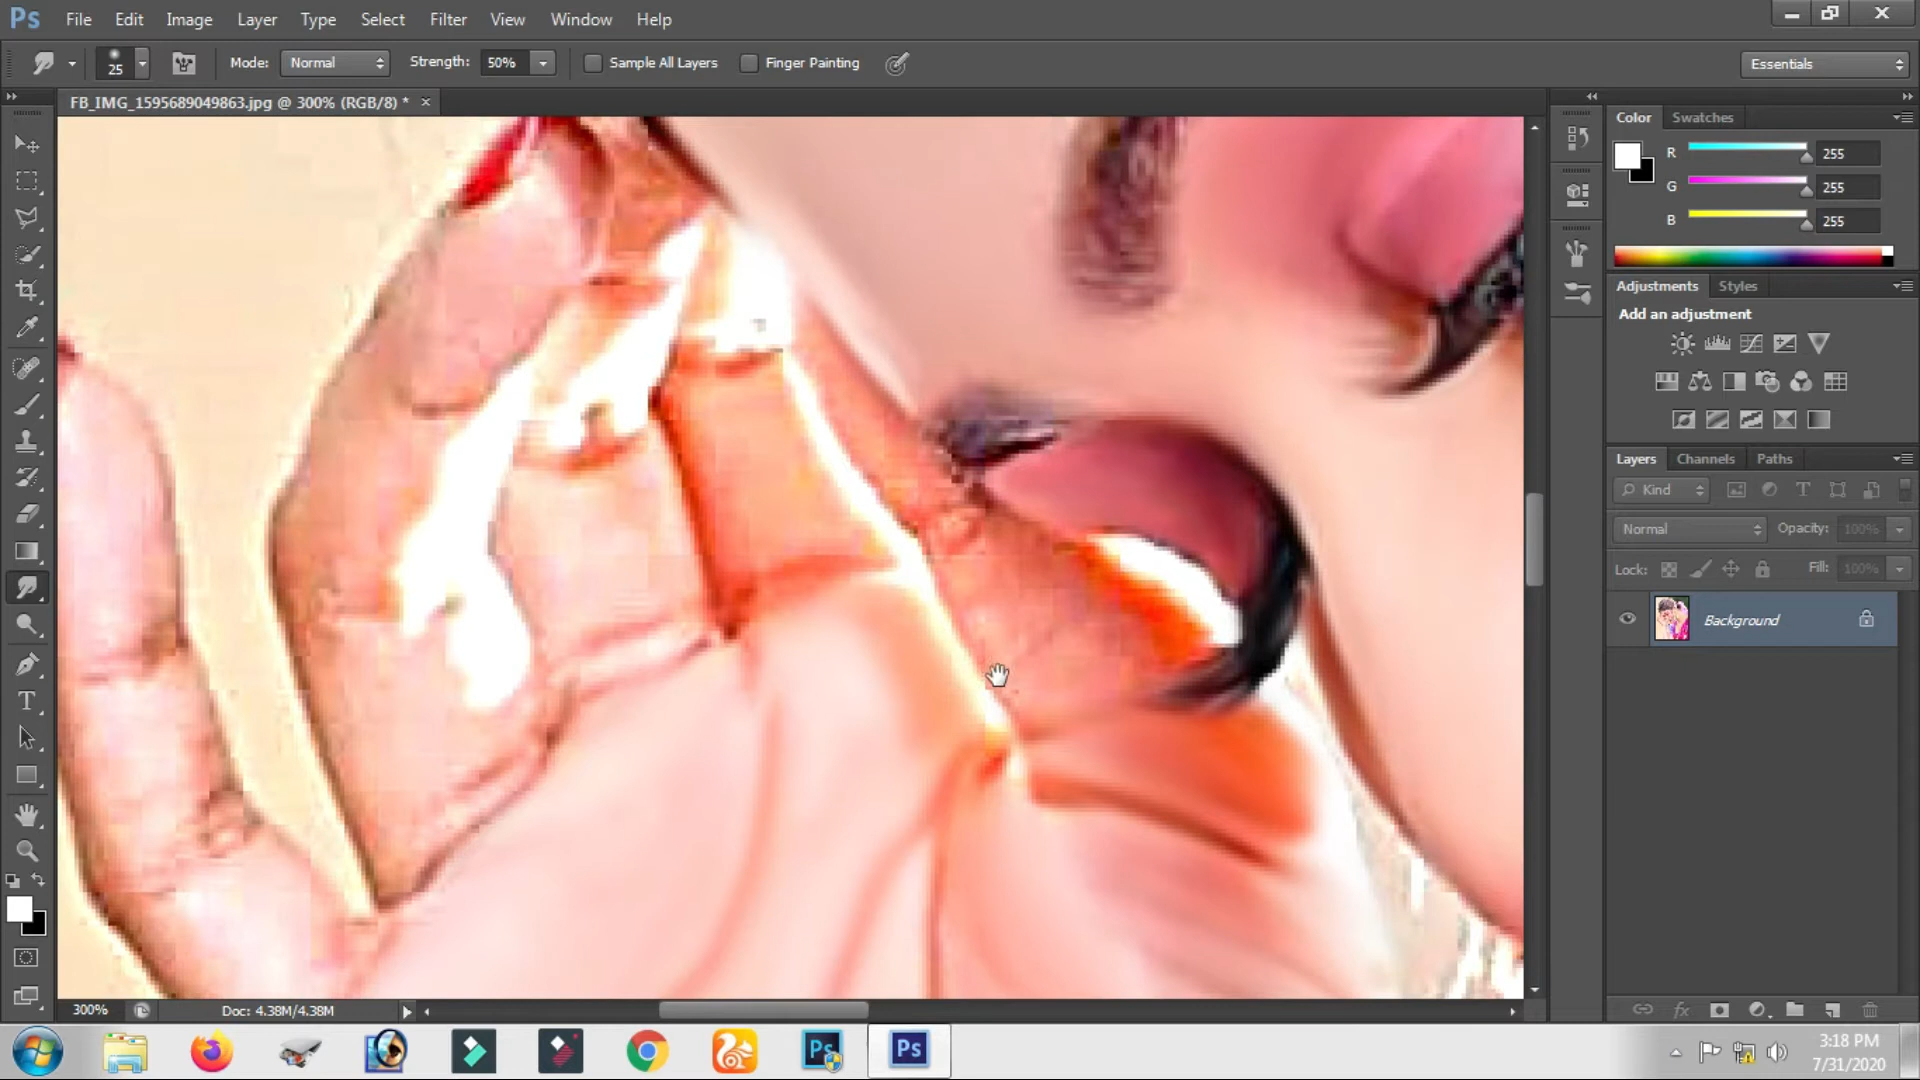 Ps File Edit Image Layer Type Select Filter View Window Help
25 Mode: Normal Strength: 50% Sample All Layers Finger Painting Essentials
FB_IMG_1595689049863.jpg @ 300% (RGB/8) * ×
Color Swatches
R 255
G 255
B 255
Adjustments Styles
Add an adjustment
Layers Channels Paths
Kind
Normal Opacity: 100%
Lock: Fill: 100%
Background
300% Doc: 4.38M/4.38M
Ps Ps
3:18 PM
7/31/2020